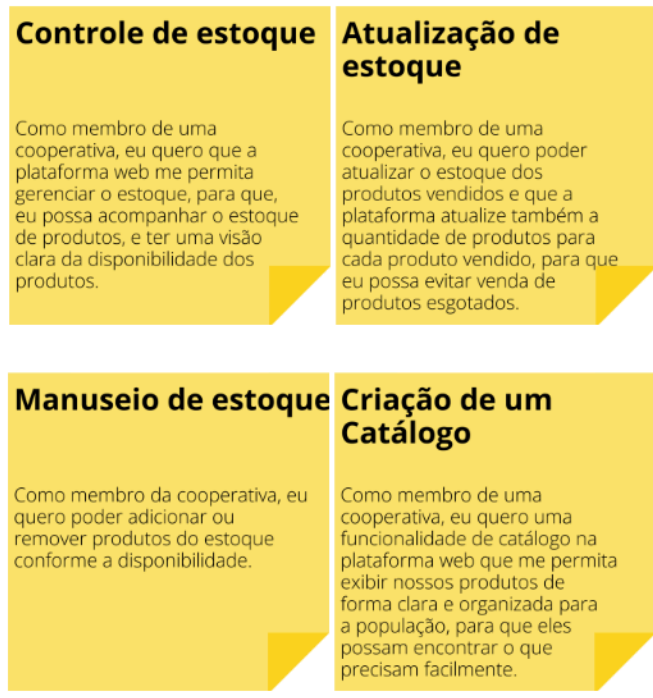 Controle de estoque
Como membro de uma
cooperativa, eu quero que a
plataforma web me permita
gerenciar o estoque, para que,
eu possa acompanhar o estoque
de produtos, e ter uma visão
clara da disponibilidade dos
produtos.
Atualização de
estoque
Como membro de uma
cooperativa, eu quero poder
atualizar o estoque dos
produtos vendidos e que a
plataforma atualize também a
quantidade de produtos para
cada produto vendido, para que
eu possa evitar venda de
produtos esgotados.
Manuseio de estoque
Como membro da cooperativa, eu
quero poder adicionar ou
remover produtos do estoque
conforme a disponibilidade.
Criação de um
Catálogo
Como membro de uma
cooperativa, eu quero uma
funcionalidade de catálogo na
plataforma web que me permita
exibir nossos produtos de
forma clara e organizada para
a população, para que eles
possam encontrar o que
precisam facilmente.